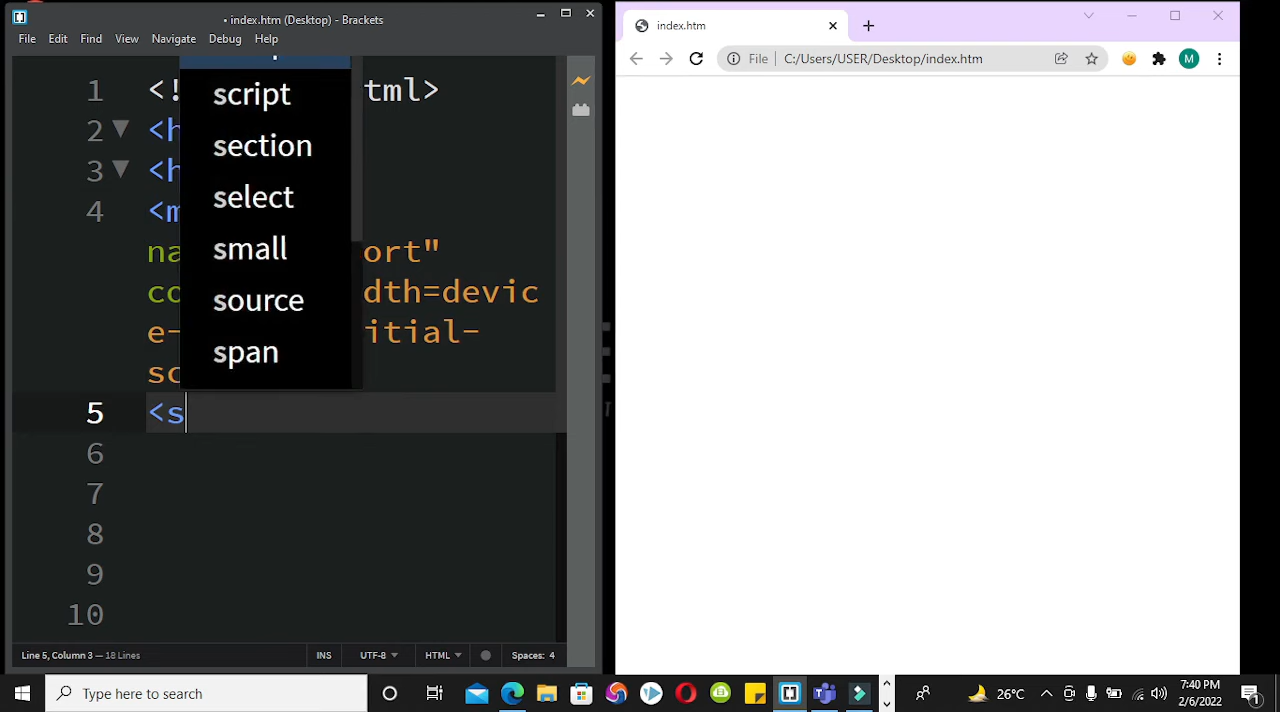 • index.htm (Desktop) - Brackets
File Edit Find View Navigate Debug Help
1 <! tml>
2 <h
3 <h
4 <m
na ort"
co dth=devic
e- itial-
sc
5 <s
6
7
8
9
10
script
section
select
small
source
span
Line 5, Column 3 — 18 Lines
INS UTF-8 HTML Spaces: 4
index.htm
File C:/Users/USER/Desktop/index.htm
M
Type here to search
26°C
7:40 PM
2/6/2022
1